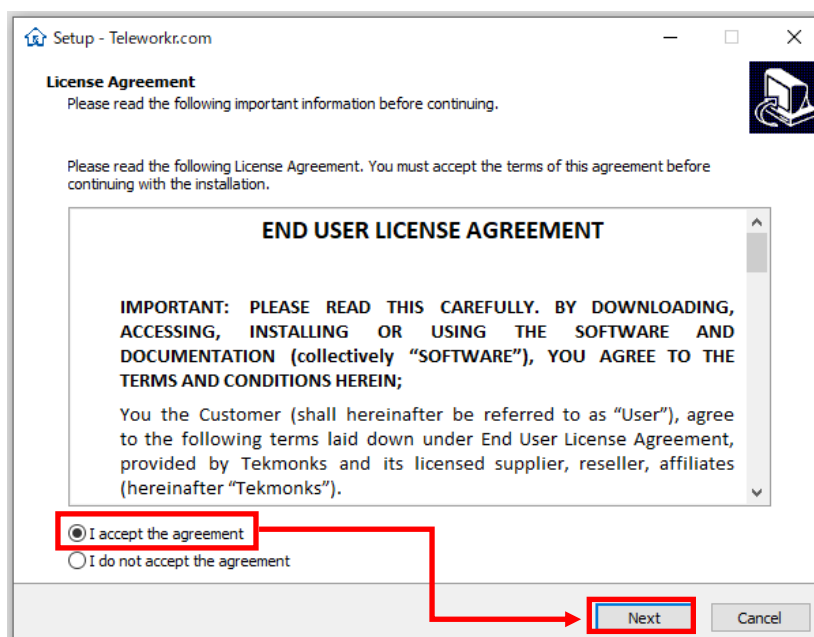 Setup - Teleworkr.com
License Agreement
Please read the following important information before continuing.
Please read the following License Agreement. You must accept the terms of this agreement before
continuing with the installation.
END USER LICENSE AGREEMENT
IMPORTANT: PLEASE READ THIS CAREFULLY. BY DOWNLOADING,
ACCESSING, INSTALLING OR USING THE SOFTWARE AND
DOCUMENTATION (collectively “SOFTWARE”), YOU AGREE TO THE
TERMS AND CONDITIONS HEREIN;
You the Customer (shall hereinafter be referred to as “User”), agree
to the following terms laid down under End User License Agreement,
provided by Tekmonks and its licensed supplier, reseller, affiliates
(hereinafter “Tekmonks”).
I accept the agreement
I do not accept the agreement
Next Cancel